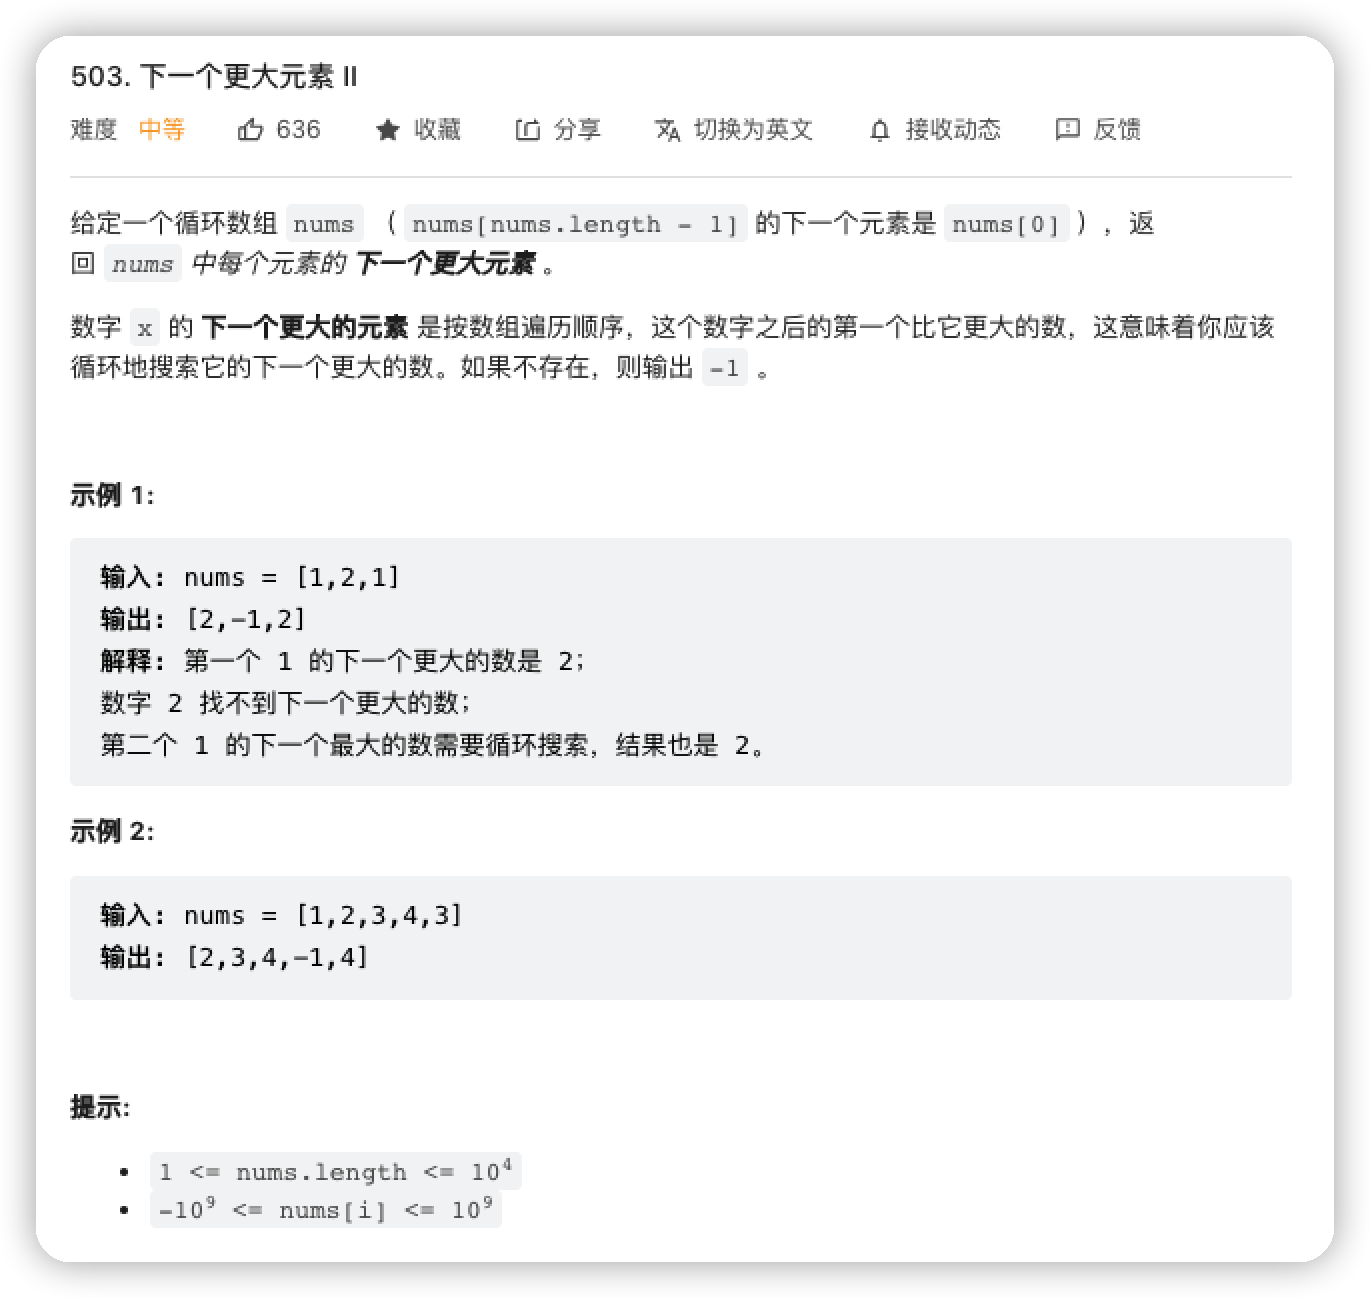 503. 下一个更大元素 II
难度 中等 636 收藏 分享 切换为英文 接收动态 反馈
给定一个循环数组 nums （ nums[nums.length - 1] 的下一个元素是 nums[0] ），返
回 nums 中每个元素的 下一个更大元素 。
数字 x 的 下一个更大的元素 是按数组遍历顺序，这个数字之后的第一个比它更大的数，这意味着你应该
循环地搜索它的下一个更大的数。如果不存在，则输出 -1 。
示例 1:
输入: nums = [1,2,1]
输出: [2,-1,2]
解释: 第一个 1 的下一个更大的数是 2；
数字 2 找不到下一个更大的数；
第二个 1 的下一个最大的数需要循环搜索，结果也是 2。
示例 2:
输入: nums = [1,2,3,4,3]
输出: [2,3,4,-1,4]
提示:
• 1 <= nums.length <= 10⁴
• -10⁹ <= nums[i] <= 10⁹